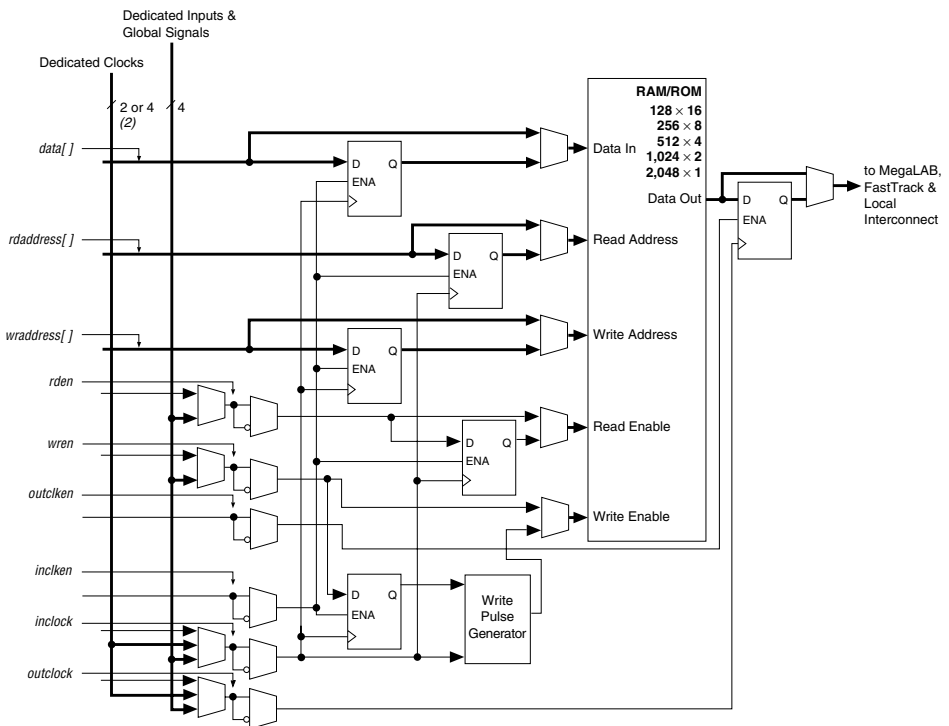 Dedicated Inputs &
Global Signals
Dedicated Clocks
2 or 4
(2)
4
RAM/ROM
128 × 16
256 × 8
512 × 4
1,024 × 2
2,048 × 1
data[ ]
D Q
ENA
Data In
Data Out
D Q
ENA
to MegaLAB,
FastTrack &
Local
Interconnect
rdaddress[ ]
D Q
ENA
Read Address
wraddress[ ]
D Q
ENA
Write Address
rden
D Q
ENA
Read Enable
wren
outclken
Write Enable
inclken
D Q
ENA
Write
Pulse
Generator
inclock
outclock